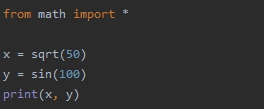 from math import *
x = sqrt(50)
y = sin(100)
print(x, y)